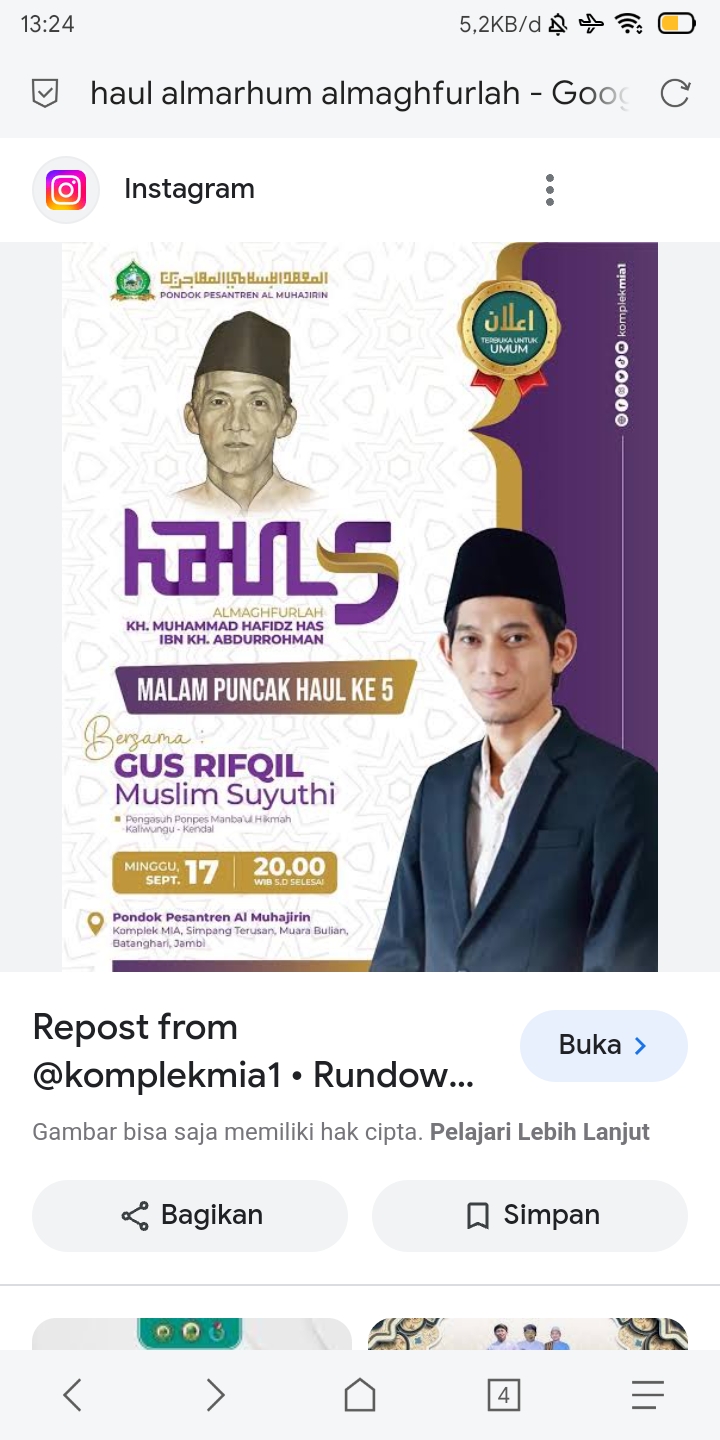 13:24
5,2KB/d
haul almarhum almaghfurlah - Goog
Instagram
المعهد الإسلامي المهاجرين
PONDOK PESANTREN AL MUHAJIRIN
اعلان
TERBUKA UNTUK
UMUM
komplekmia1
haul 5
ALMAGHFURLAH
KH. MUHAMMAD HAFIDZ HAS
IBN KH. ABDURROHMAN
MALAM PUNCAK HAUL KE 5
Bersama :
GUS RIFQIL
Muslim Suyuthi
Pengasuh Ponpes Manba'ul Hikmah
Kaliwungu - Kendal
MINGGU,
SEPT. 17
20.00
WIB S.D SELESAI
Pondok Pesantren Al Muhajirin
Komplek MIA, Simpang Terusan, Muara Bulian,
Batanghari, Jambi
Repost from
@komplekmia1 • Rundow...
Buka
Gambar bisa saja memiliki hak cipta. Pelajari Lebih Lanjut
Bagikan
Simpan
4